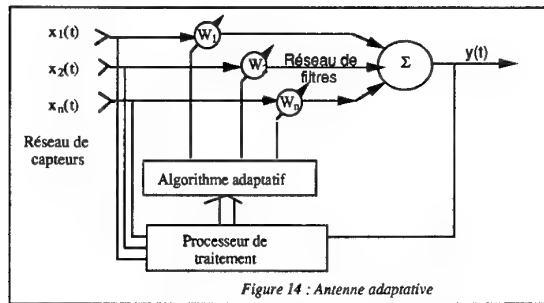 x1(t)
W1
x2(t)
W
Réseau de
filtres
Σ
y(t)
xn(t)
Wn
Réseau de
capteurs
Algorithme adaptatif
Processeur de
traitement
Figure 14 : Antenne adaptative